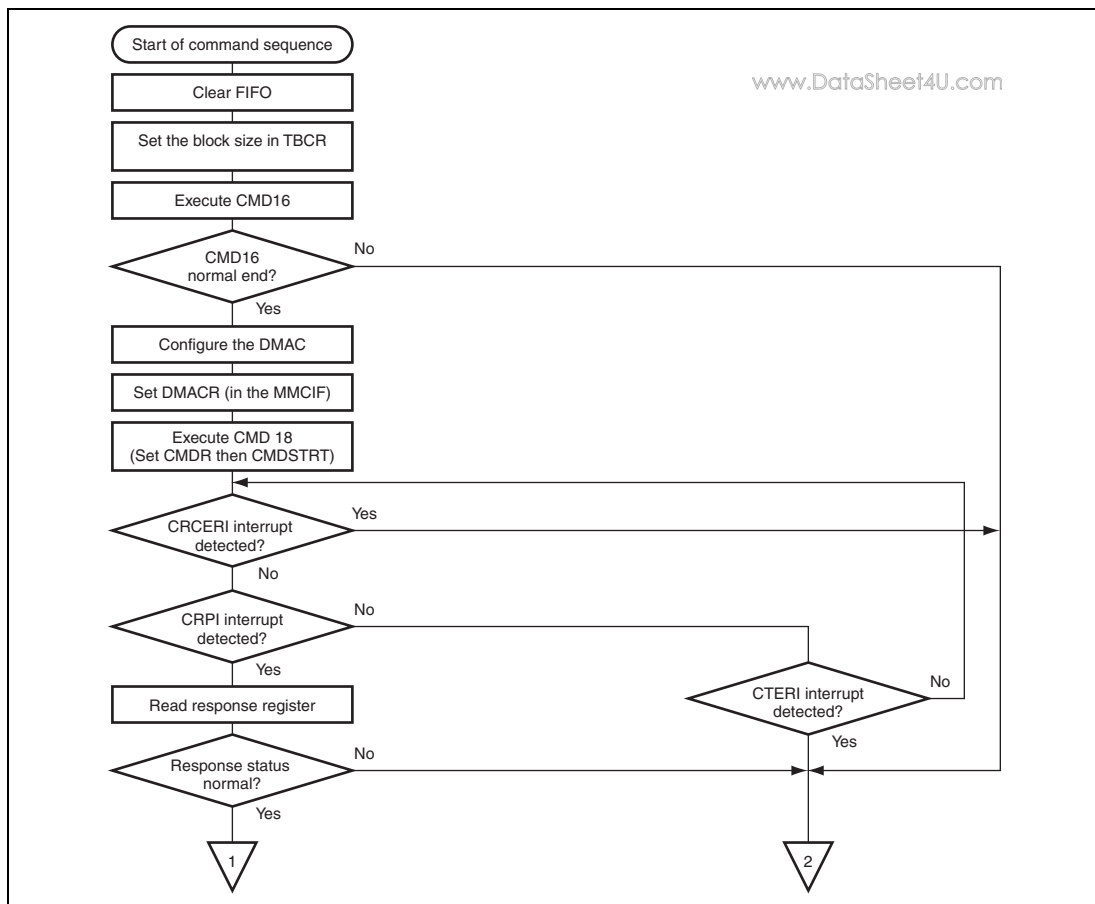 Start of command sequence
www.DataSheet4U.com
Clear FIFO
Set the block size in TBCR
Execute CMD16
CMD16
normal end?
No
Yes
Configure the DMAC
Set DMACR (in the MMCIF)
Execute CMD 18
(Set CMDR then CMDSTRT)
CRCERI interrupt
detected?
Yes
No
CRPI interrupt
detected?
No
Yes
CTERI interrupt
detected?
No
Yes
Read response register
Response status
normal?
No
Yes
1
2